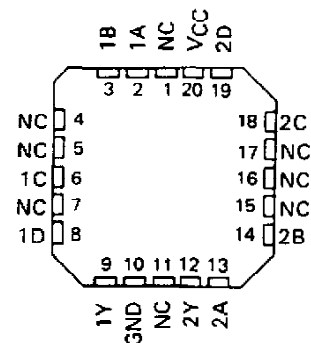 1B 1A NC VCC 2D
3 2 1 20 19
NC 4 18 2C
NC 5 17 NC
1C 6 16 NC
NC 7 15 NC
1D 8 14 2B
9 10 11 12 13
1Y GND NC 2Y 2A